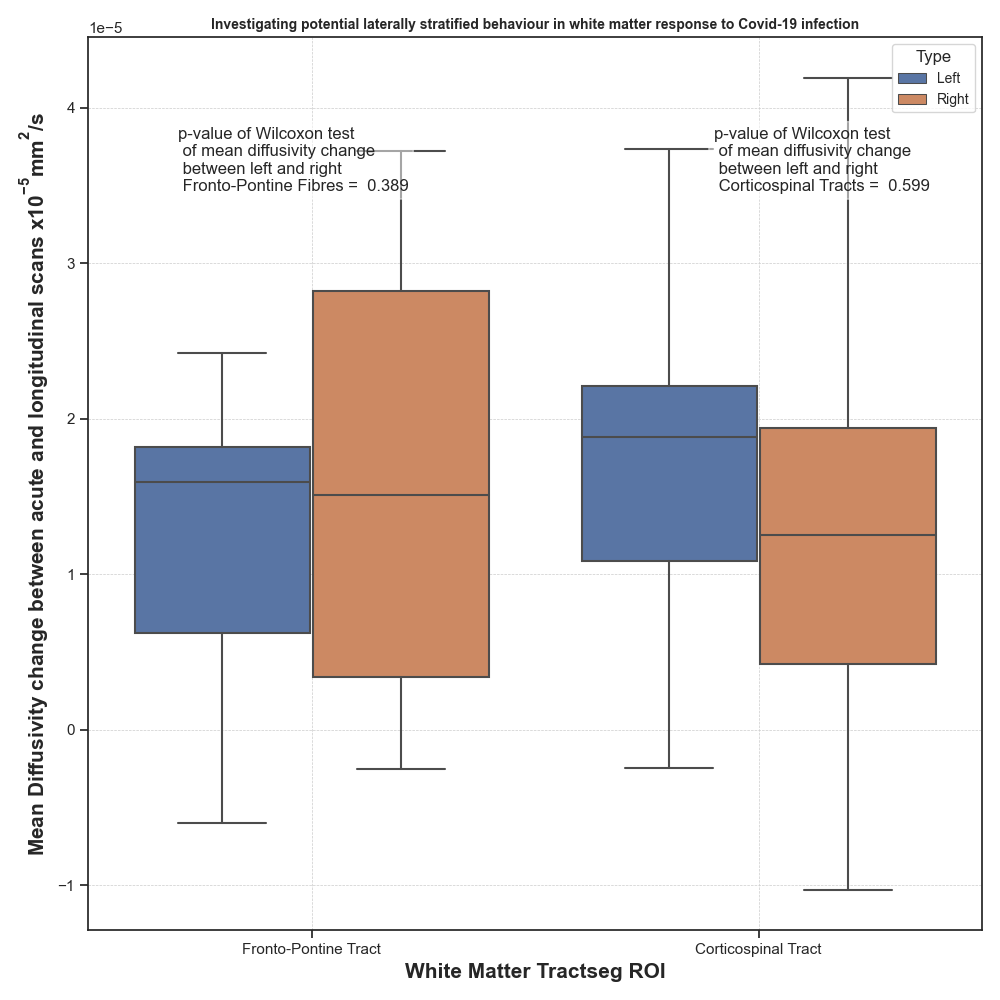 Investigating potential laterally stratified behaviour in white matter response to Covid-19 infection
1e−5
Type
Left
Right
p-value of Wilcoxon test
of mean diffusivity change
between left and right
Fronto-Pontine Fibres = 0.389
p-value of Wilcoxon test
of mean diffusivity change
between left and right
Corticospinal Tracts = 0.599
4
3
2
1
0
−1
Mean Diffusivity change between acute and longitudinal scans x10⁻⁵ mm²/s
Fronto-Pontine Tract
Corticospinal Tract
White Matter Tractseg ROI